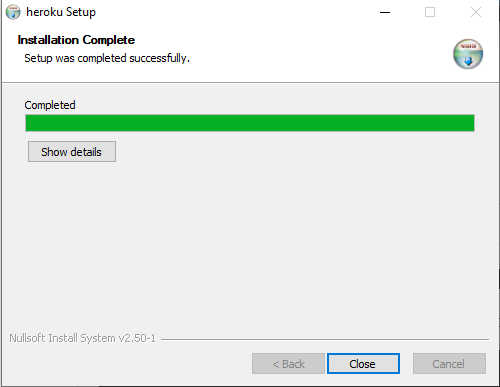 heroku Setup
Installation Complete
Setup was completed successfully.
Completed
Show details
Nullsoft Install System v2.50-1
< Back
Close
Cancel